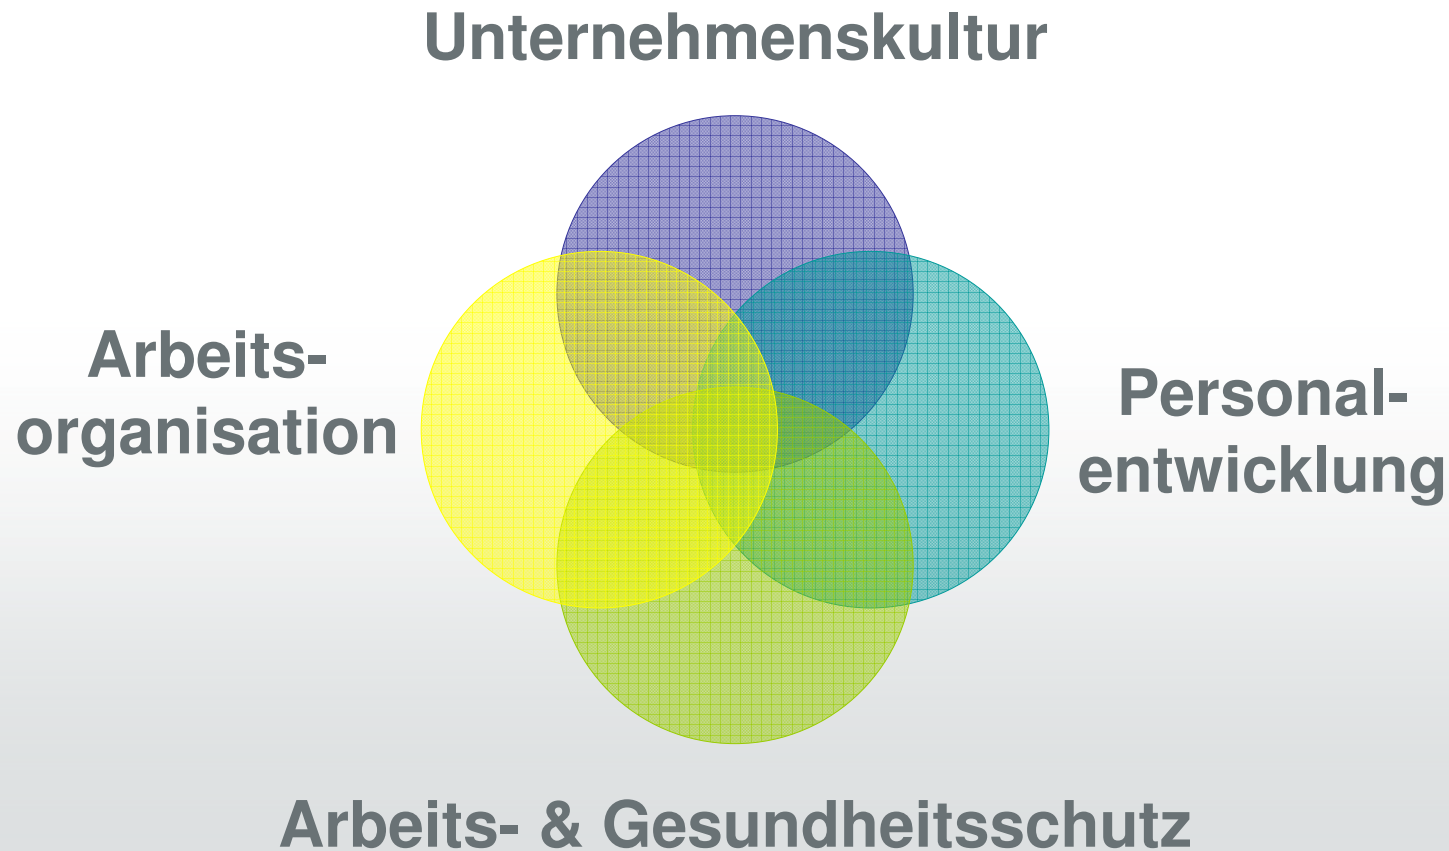 Unternehmenskultur
Arbeits-
organisation
Personal-
entwicklung
Arbeits- & Gesundheitsschutz